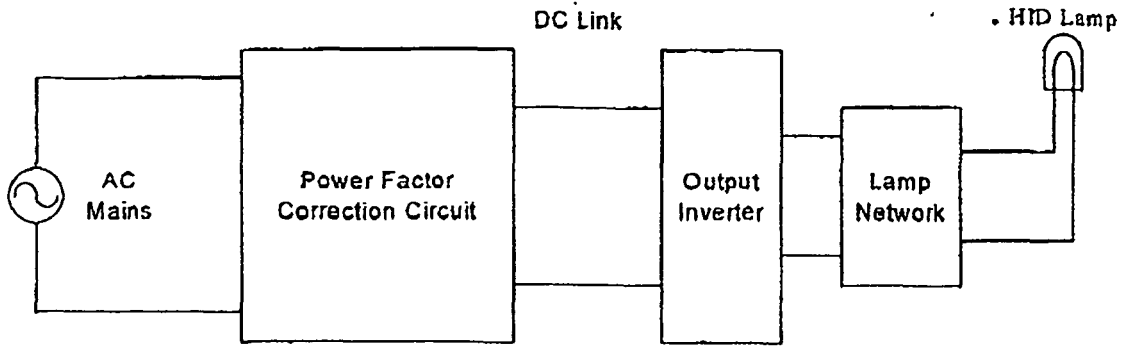 DC Link
HID Lamp
AC
Mains
Power Factor
Correction Circuit
Output
Inverter
Lamp
Network